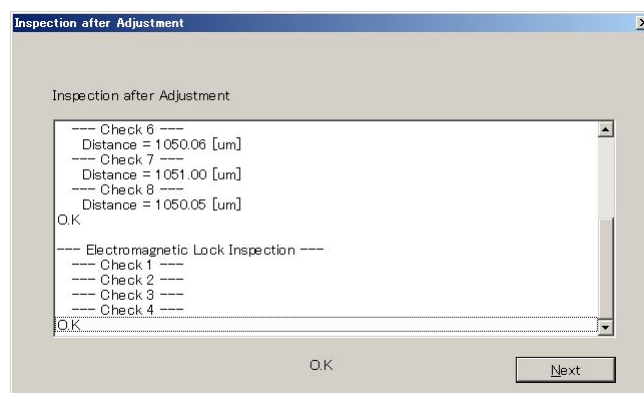 Inspection after Adjustment
Inspection after Adjustment
--- Check 6 ---
Distance = 1050.06 [um]
--- Check 7 ---
Distance = 1051.00 [um]
--- Check 8 ---
Distance = 1050.05 [um]
O.K
--- Electromagnetic Lock Inspection ---
--- Check 1 ---
--- Check 2 ---
--- Check 3 ---
--- Check 4 ---
O.K
O.K
Next